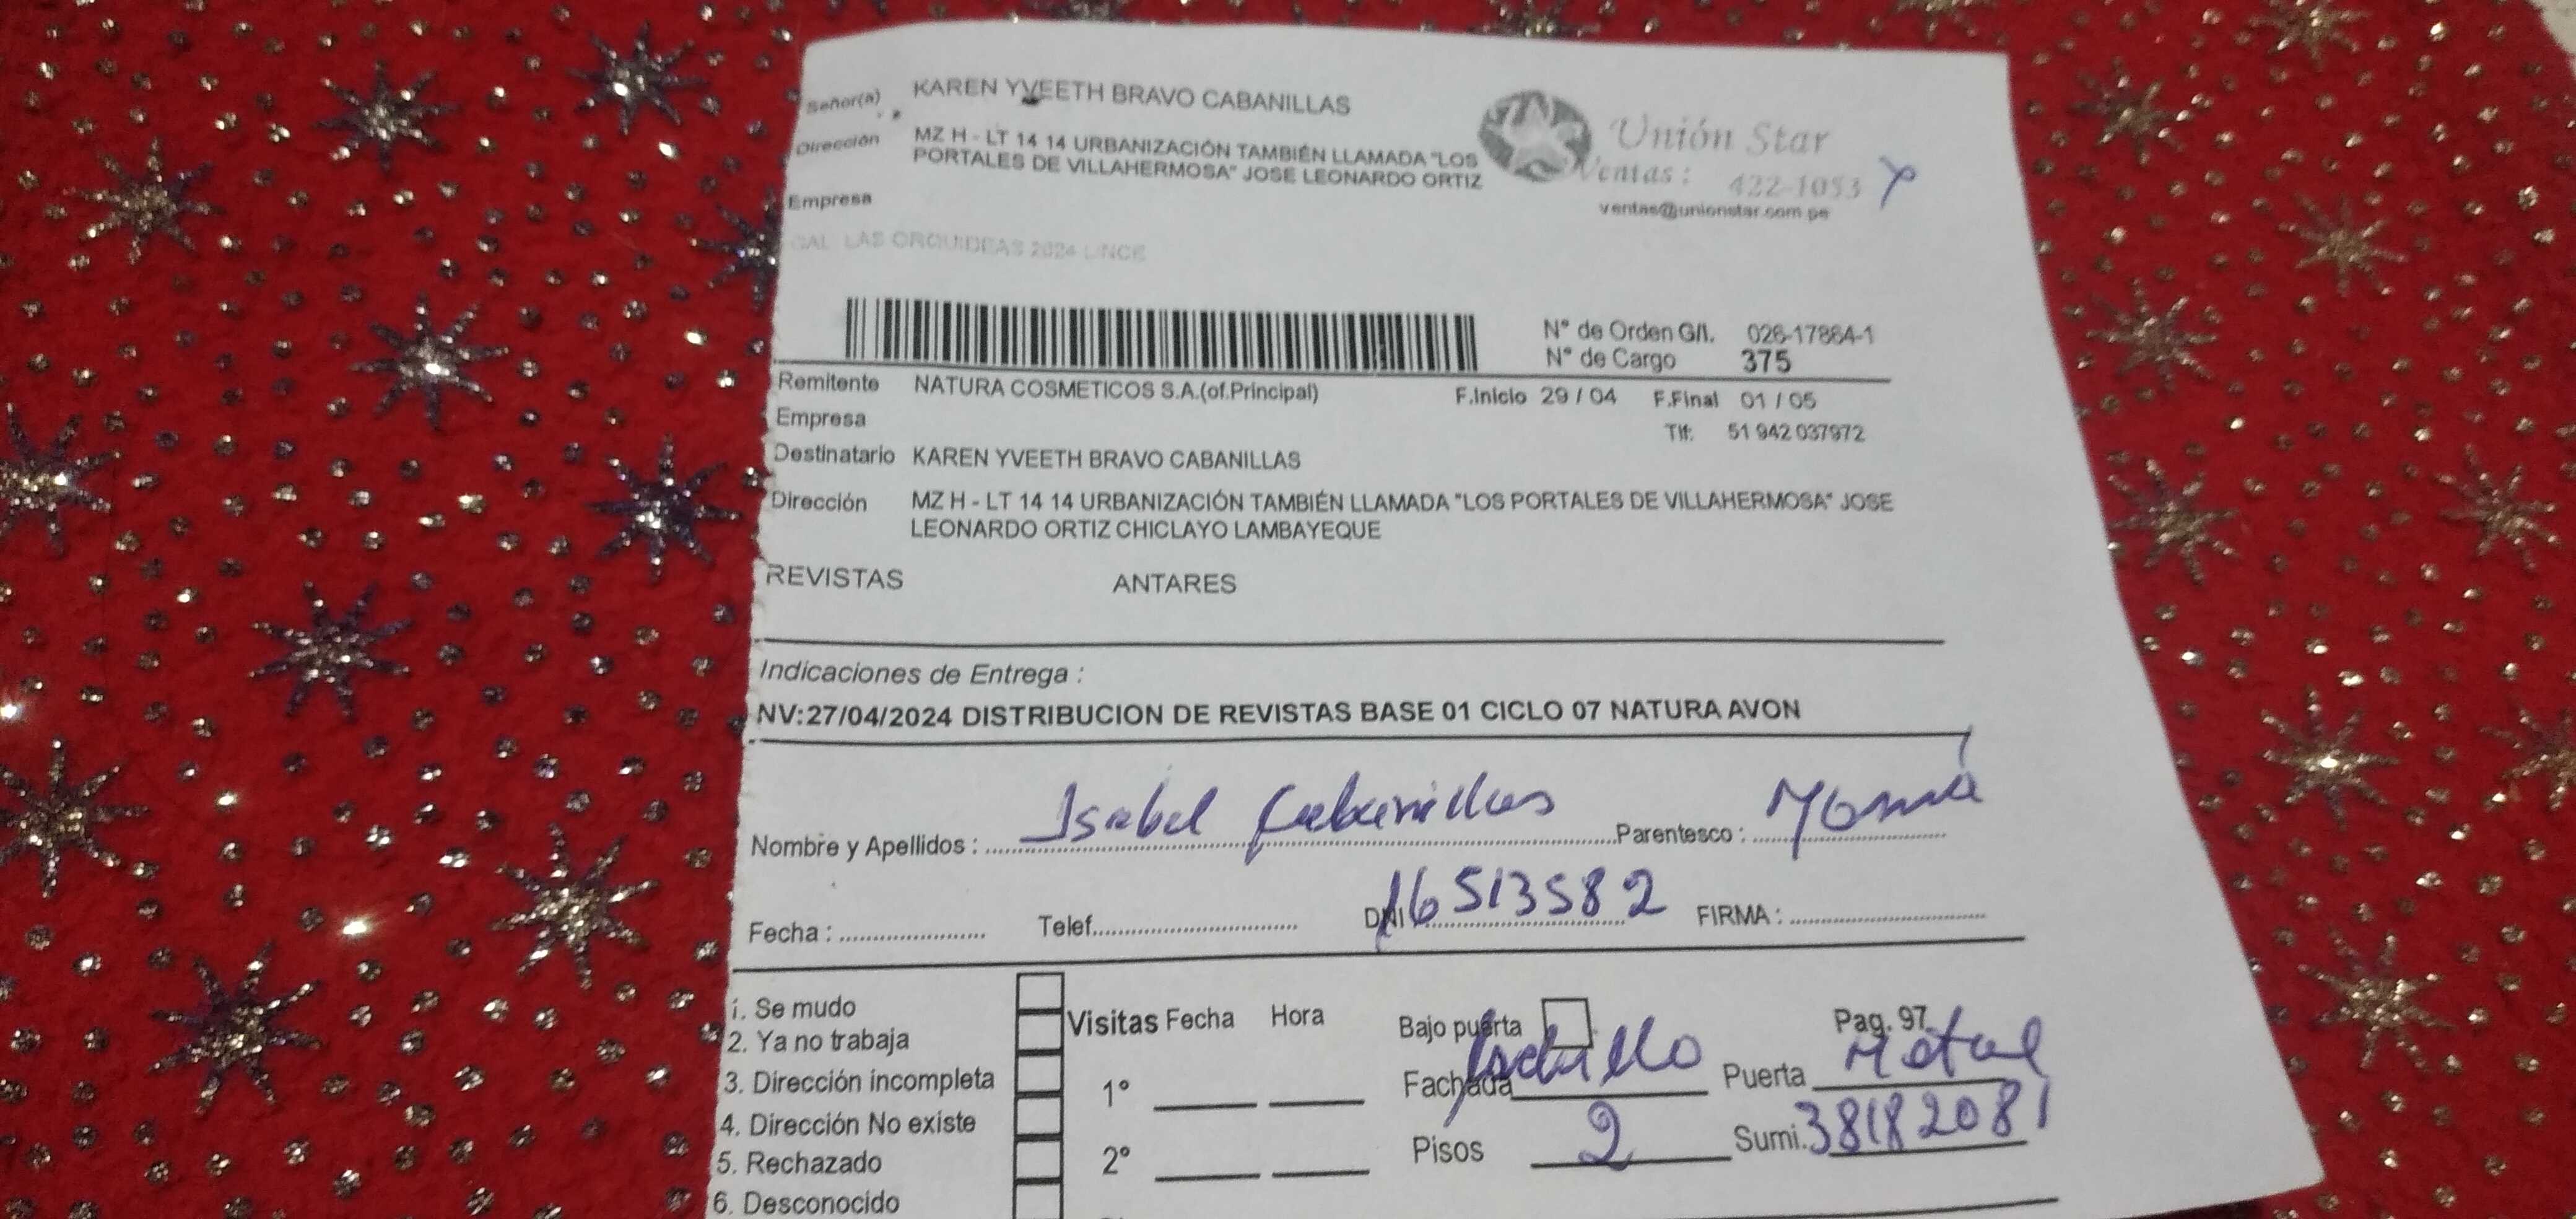 Señor(a) KAREN YVEETH BRAVO CABANILLAS
Dirección MZ H - LT 14 14 URBANIZACIÓN TAMBIÉN LLAMADA "LOS
PORTALES DE VILLAHERMOSA" JOSE LEONARDO ORTIZ
Empresa
Unión Star
Ventas: 422-1053
ventas@unionstar.com.pe
CAL LAS ORQUIDEAS 2024 LINCE
N° de Orden G/I. 026-17864-1
N° de Cargo 375
Remitente NATURA COSMETICOS S.A.(of.Principal) F.Inicio 29 / 04 F.Final 01 / 05
Empresa Tlf: 51 942 037972
Destinatario KAREN YVEETH BRAVO CABANILLAS
Dirección MZ H - LT 14 14 URBANIZACIÓN TAMBIÉN LLAMADA "LOS PORTALES DE VILLAHERMOSA" JOSE
LEONARDO ORTIZ CHICLAYO LAMBAYEQUE
REVISTAS ANTARES
Indicaciones de Entrega :
NV:27/04/2024 DISTRIBUCION DE REVISTAS BASE 01 CICLO 07 NATURA AVON
Nombre y Apellidos : Isabel Cabanillas Parentesco : Mamá
Fecha : Telef. DNI 16513582 FIRMA :
1. Se mudo
2. Ya no trabaja
3. Dirección incompleta
4. Dirección No existe
5. Rechazado
6. Desconocido
Visitas Fecha Hora
1°
2°
Bajo puerta Pag. 97
Fachada ladrillo Puerta Metal
Pisos 2 Sumi. 38182081